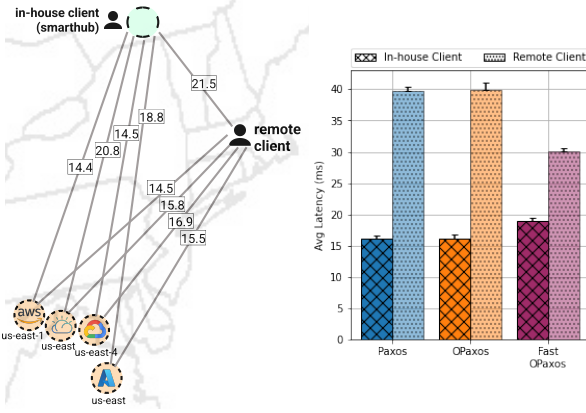 in-house client
(smarthub)
21.5
18.8
14.5
20.8
14.4
remote
client
14.5
15.8
16.9
15.5
aws
us-east-1
us-east
us-east-4
us-east
In-house Client
Remote Client
Avg Latency (ms)
40
35
30
25
20
15
10
5
0
Paxos
OPaxos
Fast
OPaxos